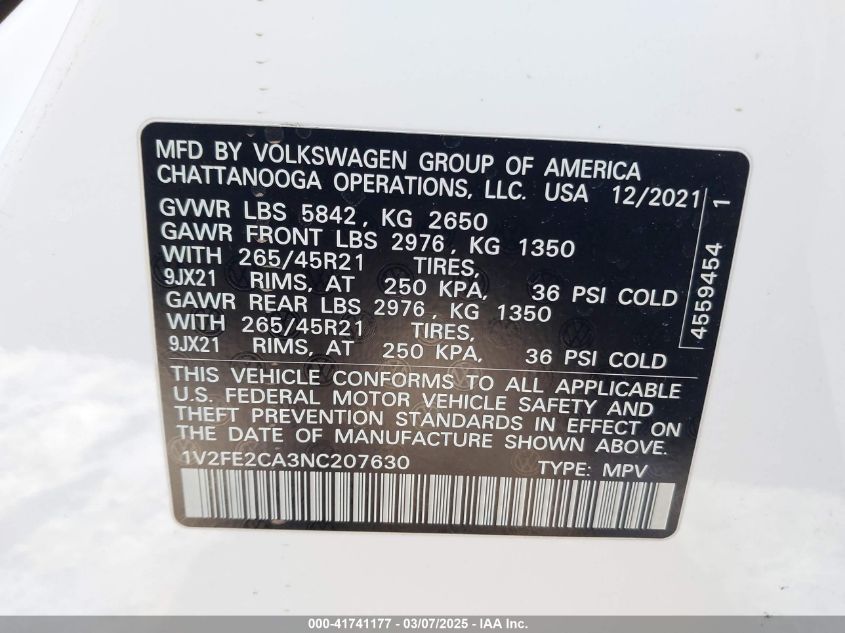 MFD BY VOLKSWAGEN GROUP OF AMERICA
CHATTANOOGA OPERATIONS, LLC. USA 12/2021
GVWR LBS 5842, KG 2650
GAWR FRONT LBS 2976, KG 1350
WITH 265/45R21 TIRES,
9JX21 RIMS, AT 250 KPA, 36 PSI COLD
GAWR REAR LBS 2976, KG 1350
WITH 265/45R21 TIRES,
9JX21 RIMS, AT 250 KPA, 36 PSI COLD
THIS VEHICLE CONFORMS TO ALL APPLICABLE
U.S. FEDERAL MOTOR VEHICLE SAFETY AND
THEFT PREVENTION STANDARDS IN EFFECT ON
THE DATE OF MANUFACTURE SHOWN ABOVE.
1V2FE2CA3NC207630 TYPE: MPV
4559454 1
000-41741177 - 03/07/2025 - IAA Inc.